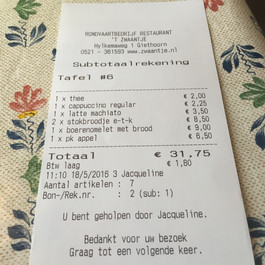 RONDVAARTBEDRIJF RESTAURANT
'T ZWAANTJE
Hylkemaweg 1 Giethoorn
0521 - 361593 www.zwaantje.nl
Subtotaalrekening
Tafel #6
1 x thee € 2,00
1 x cappuccino regular € 2,25
1 x latte machiato € 3,50
2 x stokbroodje e-t-k € 8,50
1 x boerenomelet met brood € 9,00
1 x pk appel € 6,50
Totaal € 31,75
Btw laag € 1,80
11:10 18/5/2016 3 Jacqueline
Aantal artikelen : 7
Bon-/Rek.nr. : 2 (sub: 1)
U bent geholpen door Jacqueline.
Bedankt voor uw bezoek
Graag tot een volgende keer.